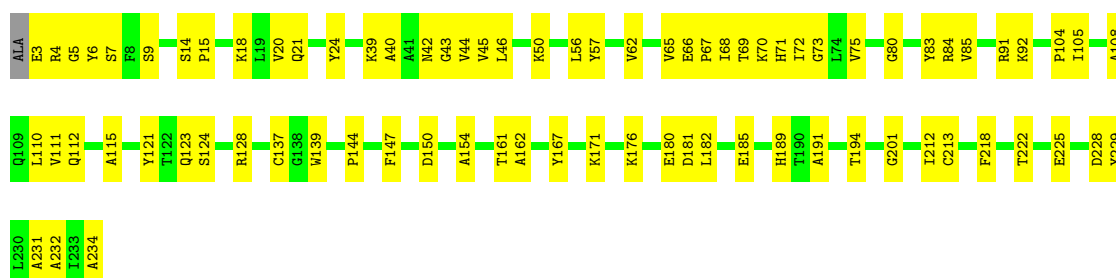 ALA E3 R4 G5 Y6 S7 F8 S9 S14 P15 K18 L19 V20 Q21 Y24 K39 A40 A41 N42 G43 V44 V45 L46 K50 L56 Y57 V62 V65 E66 P67 I68 T69 K70 H71 I72 G73 L74 V75 G80 Y83 R84 V85 R91 K92 P104 I105 A108
Q109 L110 V111 Q112 A115 Y121 T122 Q123 S124 R128 C137 G138 W139 P144 F147 D150 A154 T161 A162 Y167 K171 K176 E180 D181 L182 E185 H189 T190 A191 T194 G201 I212 C213 F218 T222 E225 D228 Y229
L230 A231 A232 I233 A234